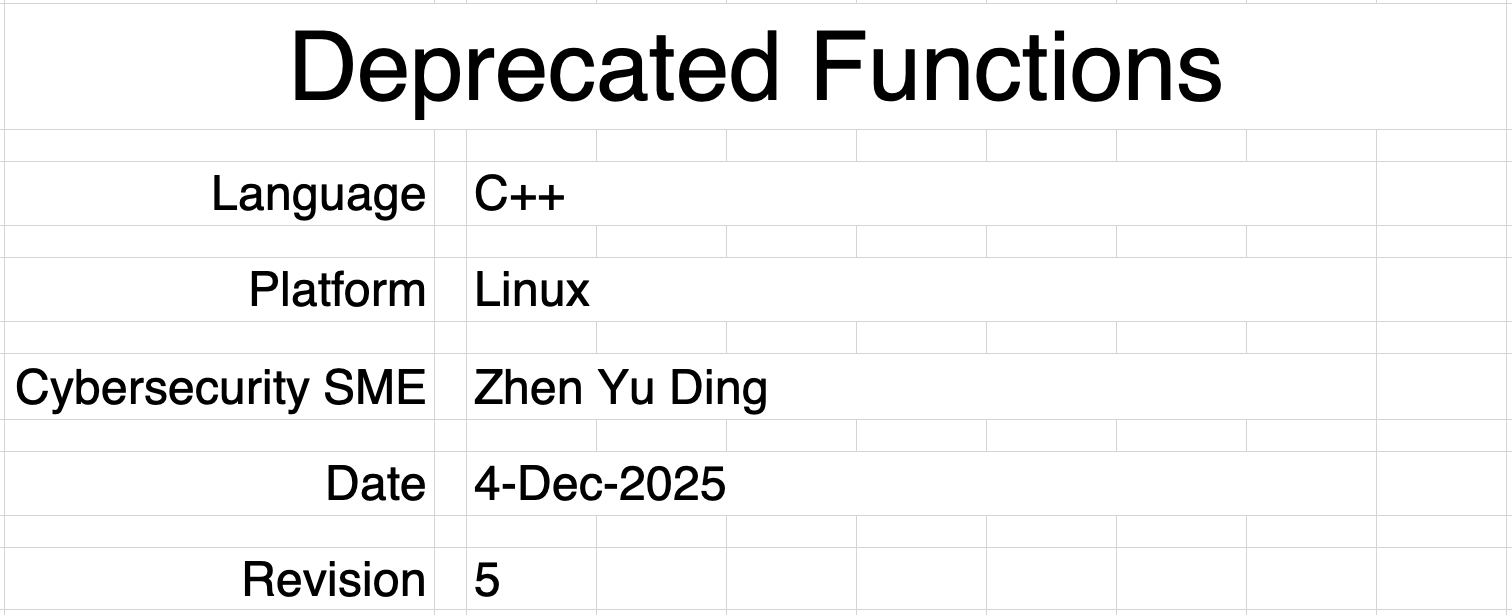 Deprecated Functions
Language C++
Platform Linux
Cybersecurity SME Zhen Yu Ding
Date 4-Dec-2025
Revision 5